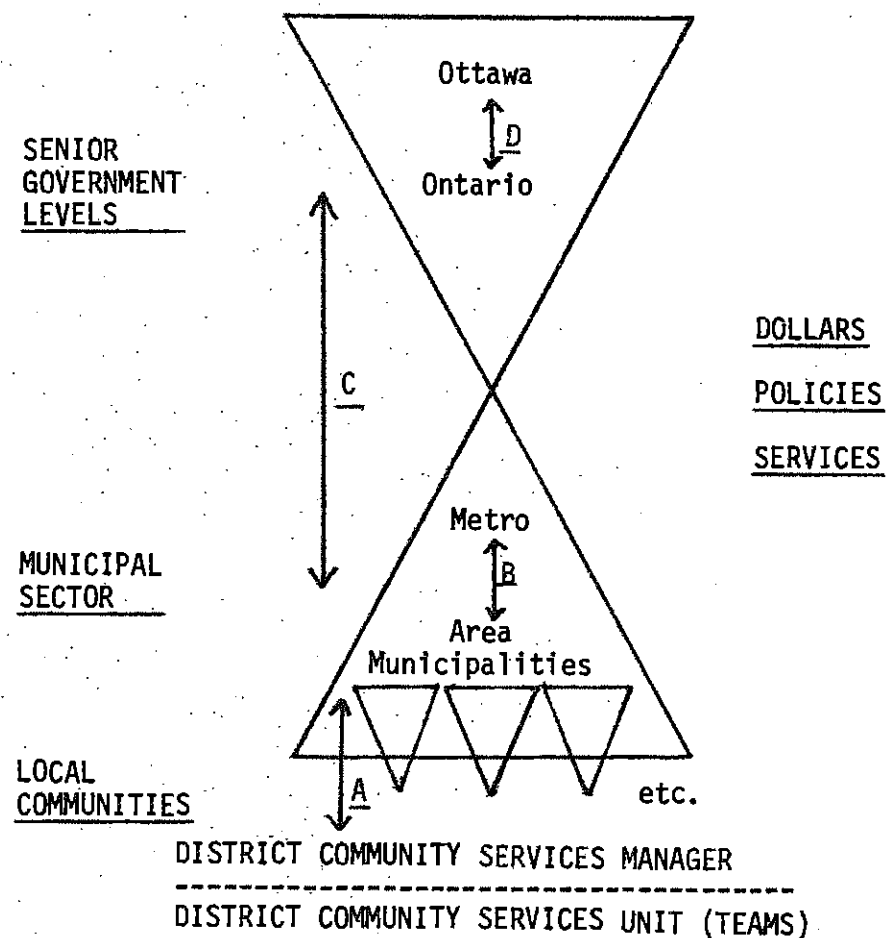 Ottawa
D
Ontario
SENIOR
GOVERNMENT
LEVELS
DOLLARS
POLICIES
SERVICES
C
Metro
B
Area
Municipalities
MUNICIPAL
SECTOR
LOCAL
COMMUNITIES
A
etc.
DISTRICT COMMUNITY SERVICES MANAGER
DISTRICT COMMUNITY SERVICES UNIT (TEAMS)